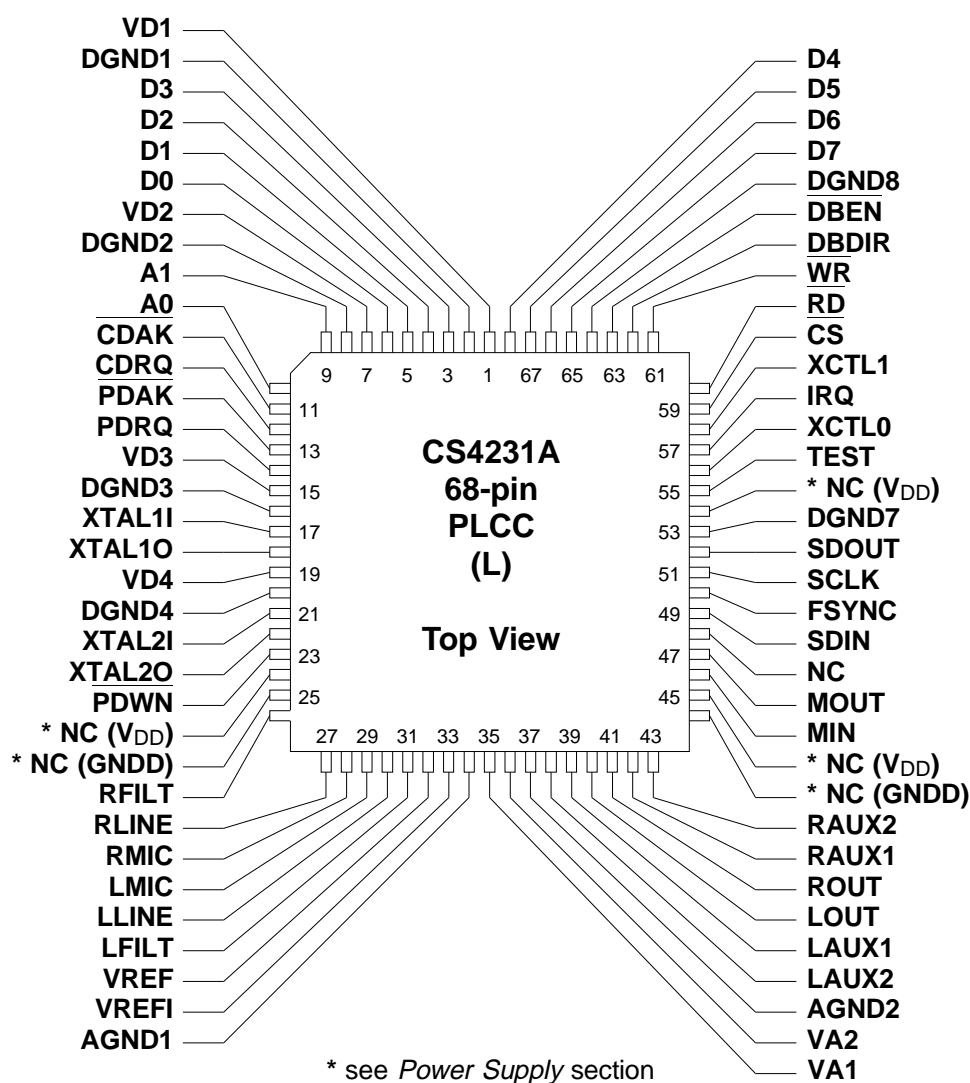 VD1
DGND1
D3
D2
D1
D0
VD2
DGND2
A1
A0
CDAK
CDRQ
PDAK
PDRQ
VD3
DGND3
XTAL1I
XTAL1O
VD4
DGND4
XTAL2I
XTAL2O
PDWN
* NC (VDD)
* NC (GNDD)
RFILT
RLINE
RMIC
LMIC
LLINE
LFILT
VREF
VREFI
AGND1
9 7 5 3 1 67 65 63 61
11
13
15
17
19
21
23
25
CS4231A
68-pin
PLCC
(L)
Top View
59
57
55
53
51
49
47
45
27 29 31 33 35 37 39 41 43
D4
D5
D6
D7
DGND8
DBEN
DBDIR
WR
RD
CS
XCTL1
IRQ
XCTL0
TEST
* NC (VDD)
DGND7
SDOUT
SCLK
FSYNC
SDIN
NC
MOUT
MIN
* NC (VDD)
* NC (GNDD)
RAUX2
RAUX1
ROUT
LOUT
LAUX1
LAUX2
AGND2
VA2
VA1
* see Power Supply section